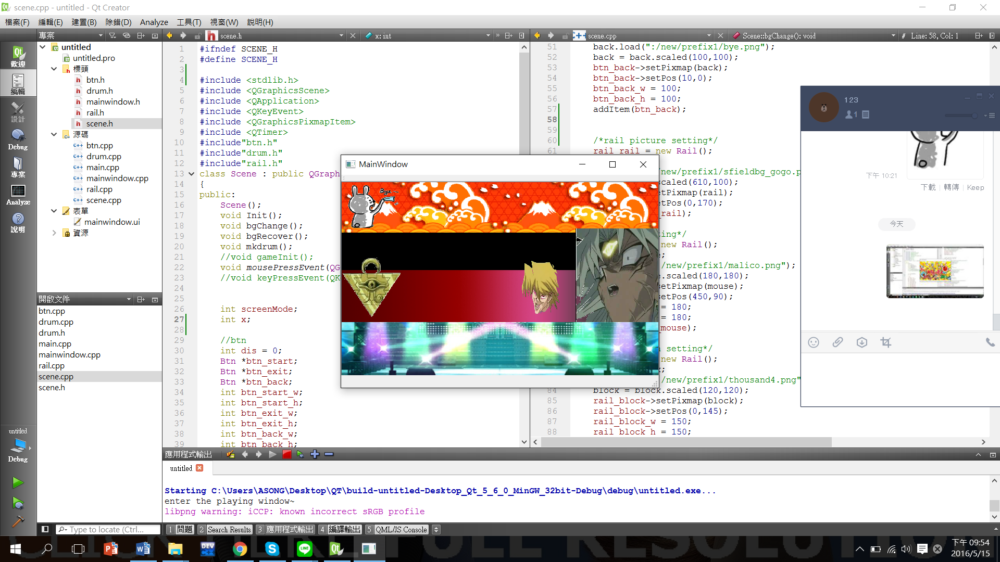 scene.cpp - untitled - Qt Creator
檔案(F) 編輯(E) 建置(B) 除錯(D) Analyze 工具(T) 視窗(W) 說明(H)
專案
scene.h
x: int
scene.cpp
Scene::bgChange(): void
# Line: 58, Col: 1
歡迎
編輯
設計
Debug
專案
Analyze
說明
untitled
Debug
untitled
untitled.pro
標頭
btn.h
drum.h
mainwindow.h
rail.h
scene.h
源碼
btn.cpp
drum.cpp
main.cpp
mainwindow.cpp
rail.cpp
scene.cpp
表單
mainwindow.ui
資源
開啟文件
btn.cpp
drum.cpp
drum.h
main.cpp
mainwindow.cpp
rail.cpp
scene.cpp
scene.h
1 #ifndef SCENE_H
2 #define SCENE_H
3
4 #include <stdlib.h>
5 #include <QGraphicsScene>
6 #include <QApplication>
7 #include <QKeyEvent>
8 #include <QGraphicsPixmapItem>
9 #include <QTimer>
10 #include"btn.h"
11 #include"drum.h"
12 #include"rail.h"
13 class Scene : public QGraph
14 {
15 public:
16 Scene();
17 void Init();
18 void bgChange();
19 void bgRecover();
20 void mkdrum();
21 //void gameInit();
22 void mousePressEvent(QG
23 //void keyPressEvent(QK
24
25
26 int screenMode;
27 int x;
28
29 //btn
30 int dis = 0;
31 Btn *btn_start;
32 Btn *btn_exit;
33 Btn *btn_back;
34 int btn_start_w;
35 int btn_start_h;
36 int btn_exit_w;
37 int btn_exit_h;
38 int btn_back_w;
39 int btn_back_h;
51 back.load(":/new/prefix1/bye.png");
52 back = back.scaled(100,100);
53 btn_back->setPixmap(back);
54 btn_back->setPos(10,0);
55 btn_back_w = 100;
56 btn_back_h = 100;
57 addItem(btn_back);
58
59
60 /*rail picture setting*/
61 rail_rail = new Rail();
/new/prefix1/sfieldbg_gogo.p
scaled(610,100);
etPixmap(rail);
etPos(0,170);
rail);
ing*/
new Rail();
e;
/new/prefix1/malico.png");
e.scaled(180,180);
setPixmap(mouse);
setPos(450,90);
= 180;
= 180;
mouse);
setting*/
new Rail();
;
/new/prefix1/thousand4.png"
84 block = block.scaled(120,120);
85 rail_block->setPixmap(block);
86 rail_block->setPos(0,145);
87 rail_block_w = 150;
88 rail_block_h = 150;
MainWindow
Bye
123
1
下午 10:21
下載 | 轉傳 | Keep
今天
應用程式輸出
untitled
Starting C:\Users\ASONG\Desktop\QT\build-untitled-Desktop_Qt_5_6_0_MinGW_32bit-Debug\debug\untitled.exe...
enter the playing window~
libpng warning: iCCP: known incorrect sRGB profile
Type to locate (Ctrl...
1 問題 2 Search Results 3 應用程式輸出 4 編譯輸出 5 QML/JS Console
DEV
LINE
下午 09:54
2016/5/15